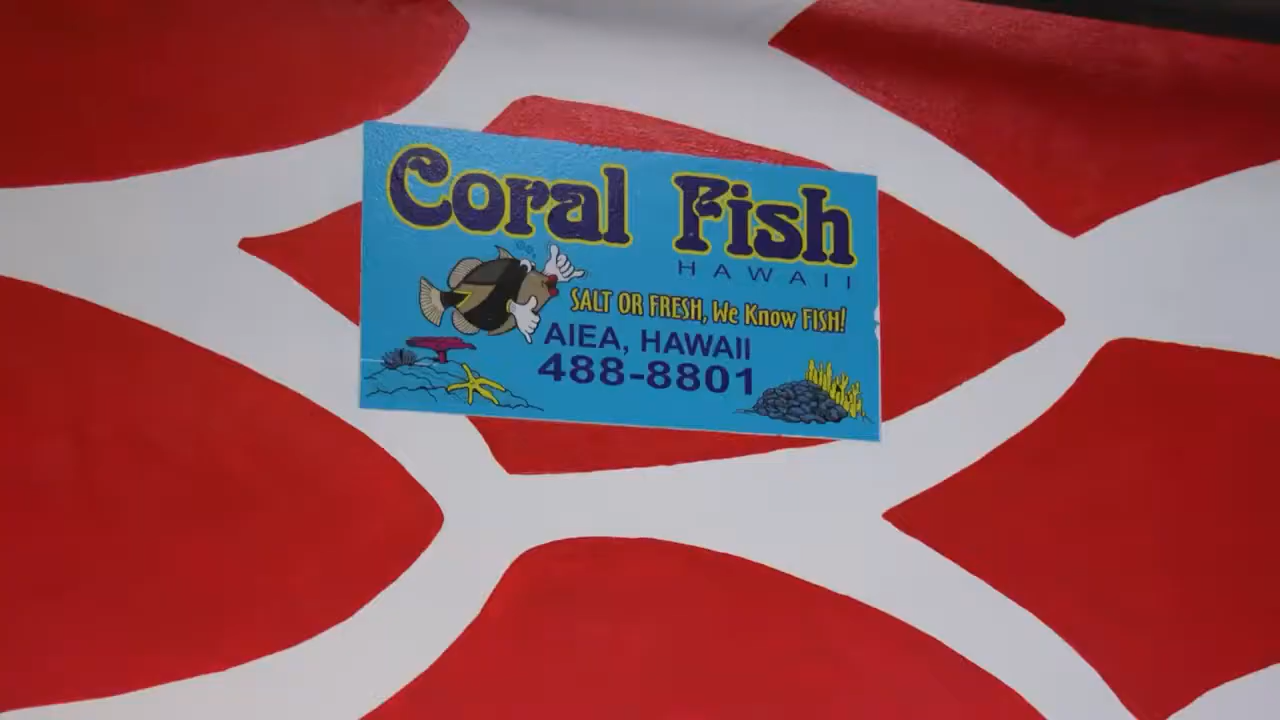 Coral Fish
HAWAII
SALT OR FRESH, We Know FISH!
AIEA, HAWAII
488-8801